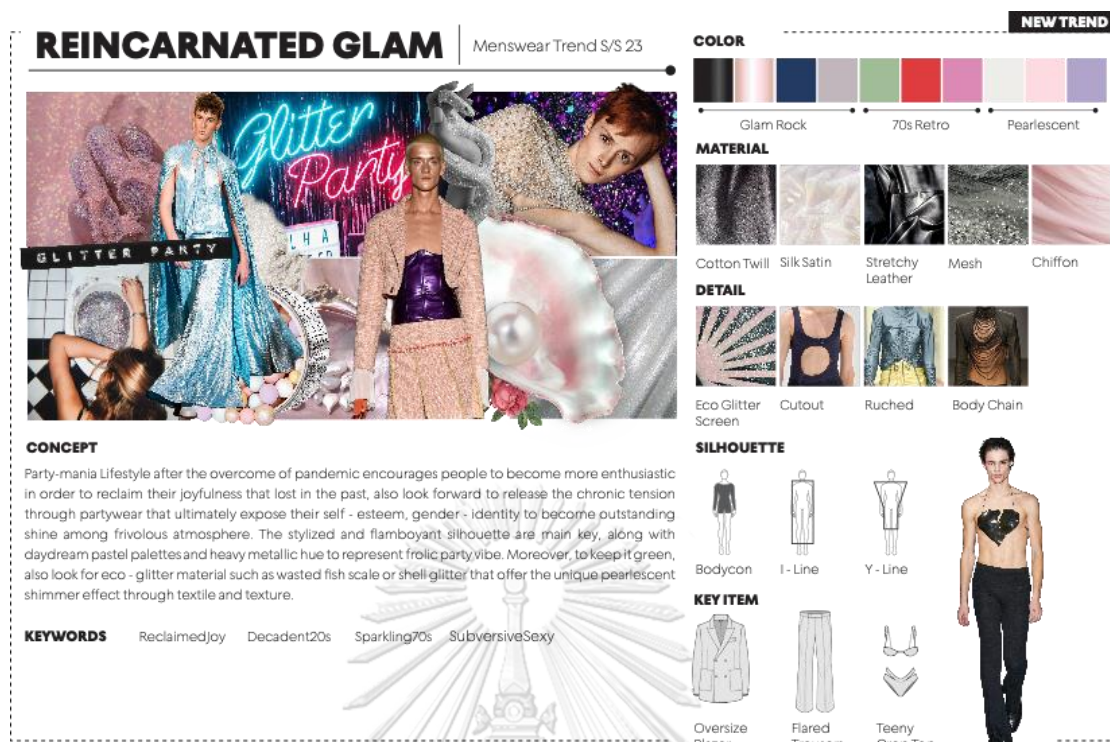 NEW TREND
REINCARNATED GLAM
Menswear Trend S/S 23
Glitter
Party
GLITTER PARTY
CONCEPT
Party-mania Lifestyle after the overcome of pandemic encourages people to become more enthusiastic
in order to reclaim their joyfulness that lost in the past, also look forward to release the chronic tension
through partywear that ultimately expose their self - esteem, gender - identity to become outstanding
shine among frivolous atmosphere. The stylized and flamboyant silhouette are main key, along with
daydream pastel palettes and heavy metallic hue to represent frolic party vibe. Moreover, to keep it green,
also look for eco - glitter material such as wasted fish scale or shell glitter that offer the unique pearlescent
shimmer effect through textile and texture.
KEYWORDS ReclaimedJoy Decadent20s Sparkling70s SubversiveSexy
COLOR
Glam Rock 70s Retro Pearlescent
MATERIAL
Cotton Twill Silk Satin Stretchy Mesh Chiffon
Leather
DETAIL
Eco Glitter Cutout Ruched Body Chain
Screen
SILHOUETTE
Bodycon I - Line Y - Line
KEY ITEM
Oversize Flared Teeny